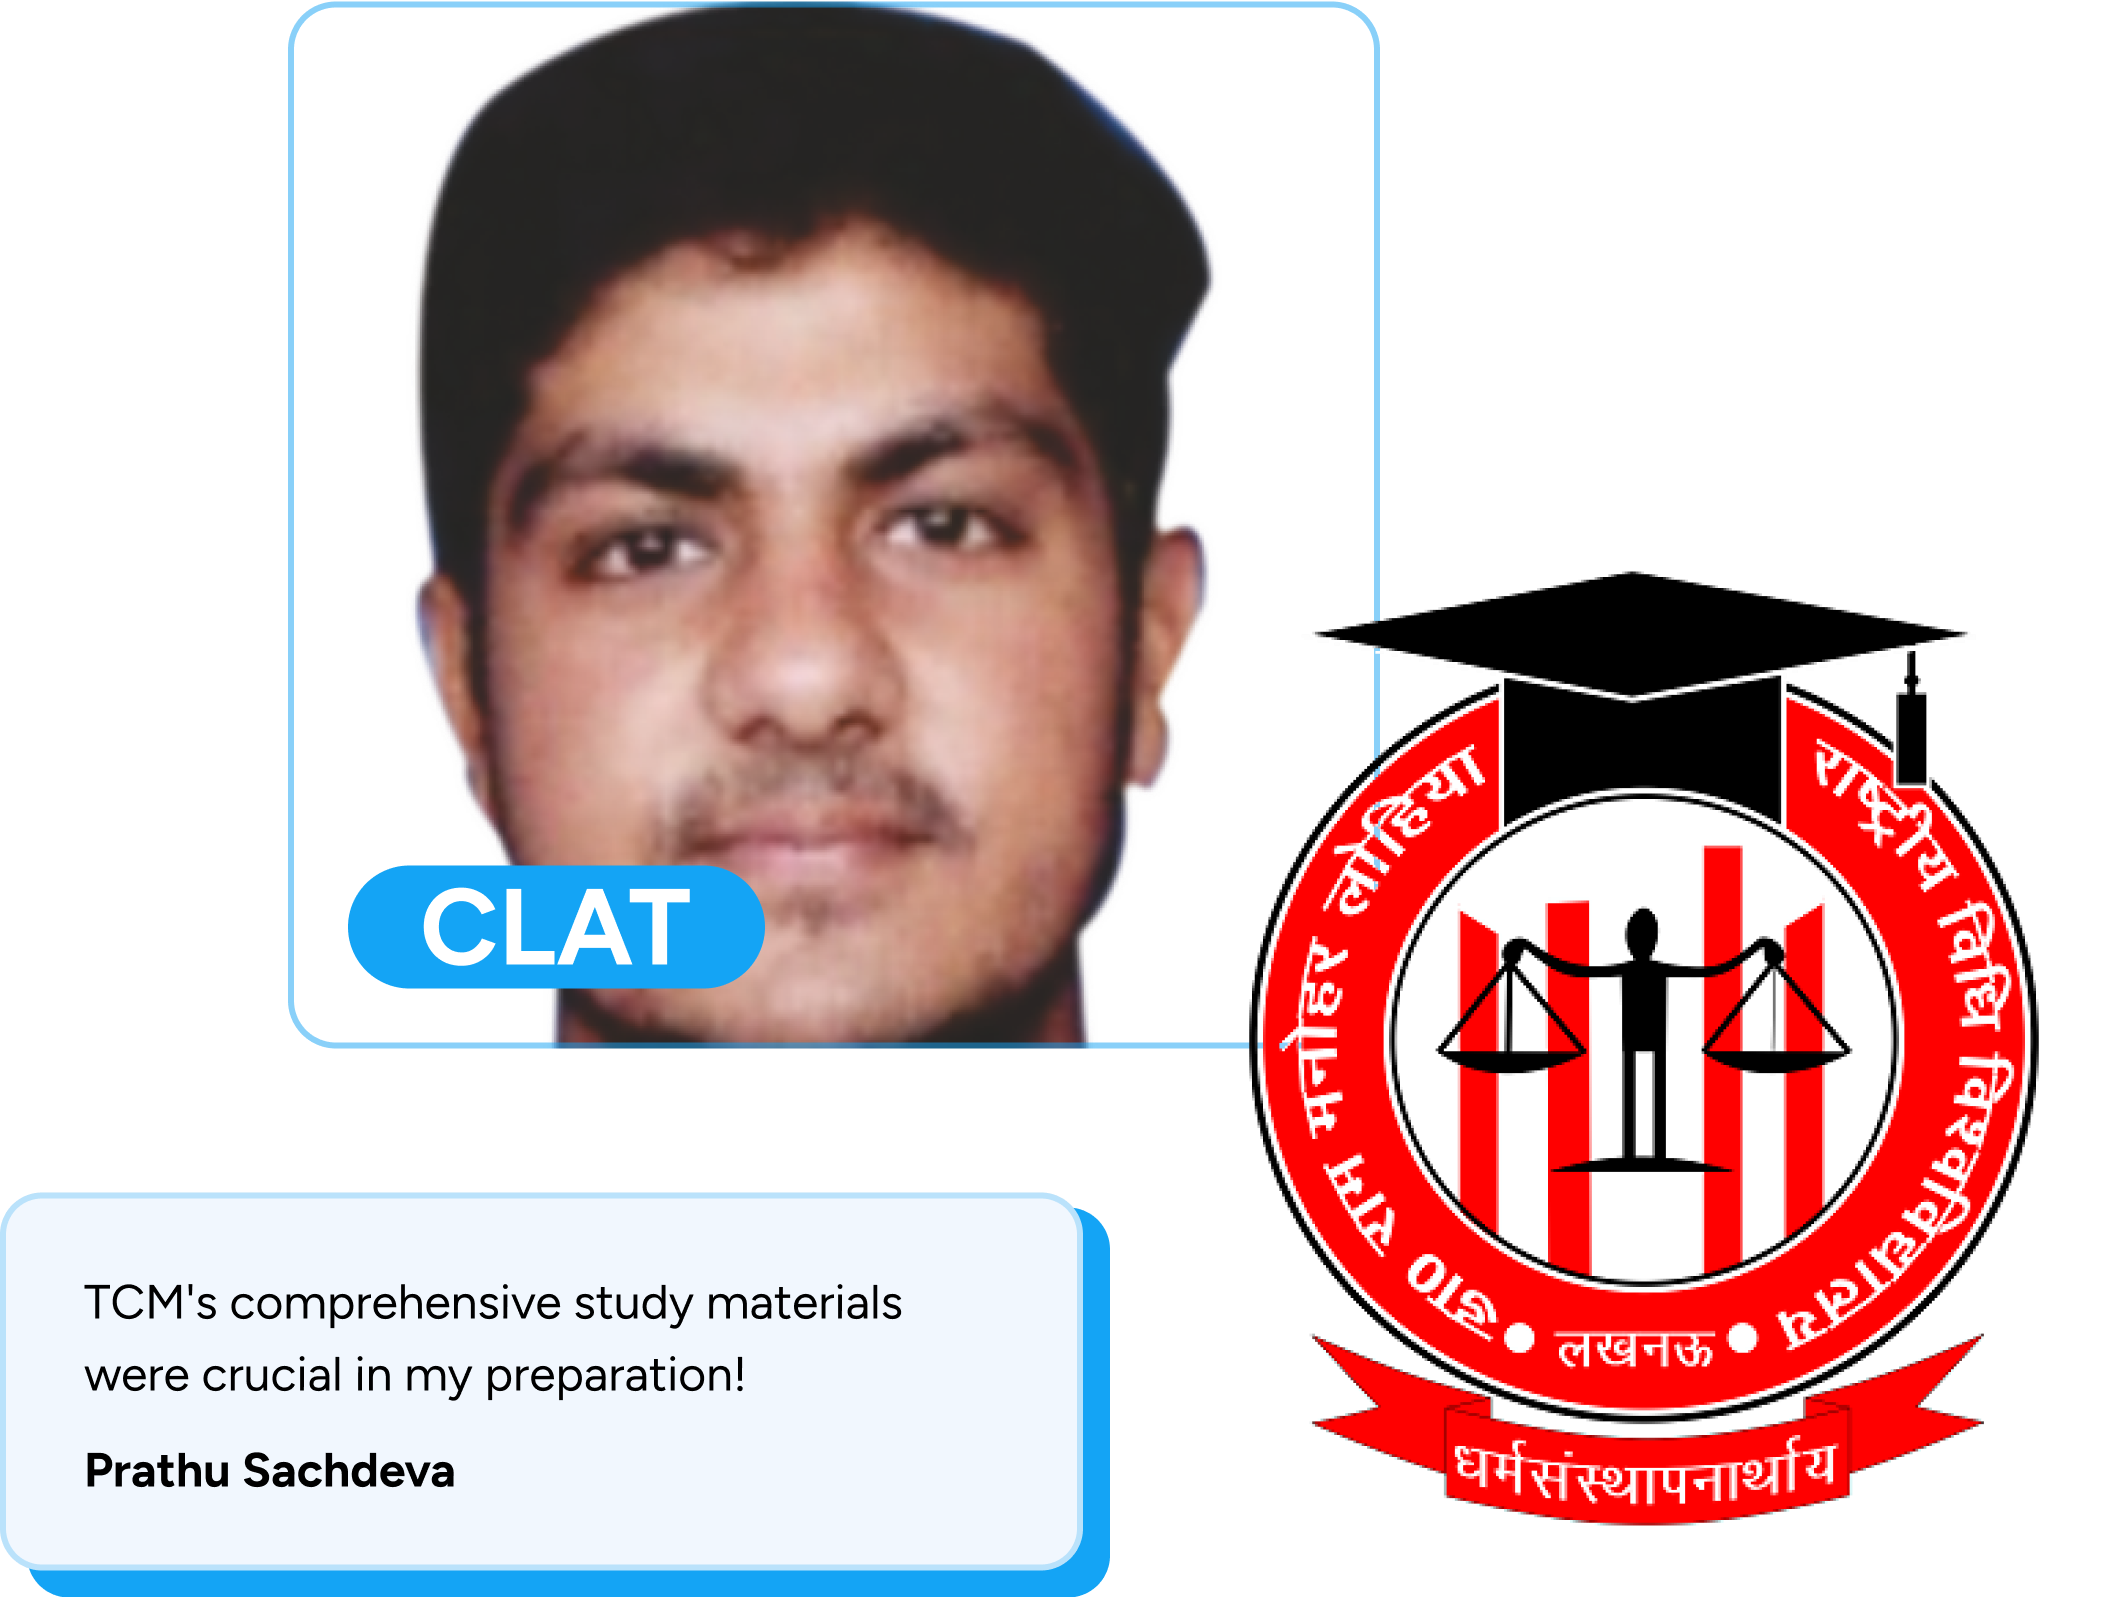 CLAT
TCM's comprehensive study materials
were crucial in my preparation!
Prathu Sachdeva
डा० राम मनोहर लोहिया
राष्ट्रीय विधि विश्वविद्यालय
लखनऊ
धर्मसंस्थापनार्थाय